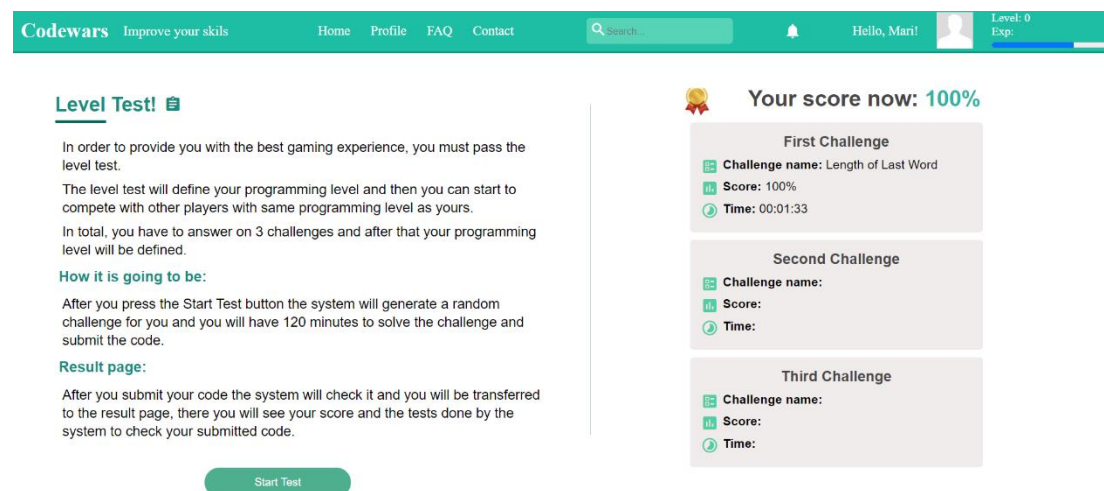 Codewars Improve your skils Home Profile FAQ Contact Search... Hello, Mari! Level: 0
Exp:
Level Test!
In order to provide you with the best gaming experience, you must pass the
level test.
The level test will define your programming level and then you can start to
compete with other players with same programming level as yours.
In total, you have to answer on 3 challenges and after that your programming
level will be defined.
How it is going to be:
After you press the Start Test button the system will generate a random
challenge for you and you will have 120 minutes to solve the challenge and
submit the code.
Result page:
After you submit your code the system will check it and you will be transferred
to the result page, there you will see your score and the tests done by the
system to check your submitted code.
Start Test
Your score now: 100%
First Challenge
Challenge name: Length of Last Word
Score: 100%
Time: 00:01:33
Second Challenge
Challenge name:
Score:
Time:
Third Challenge
Challenge name:
Score:
Time: